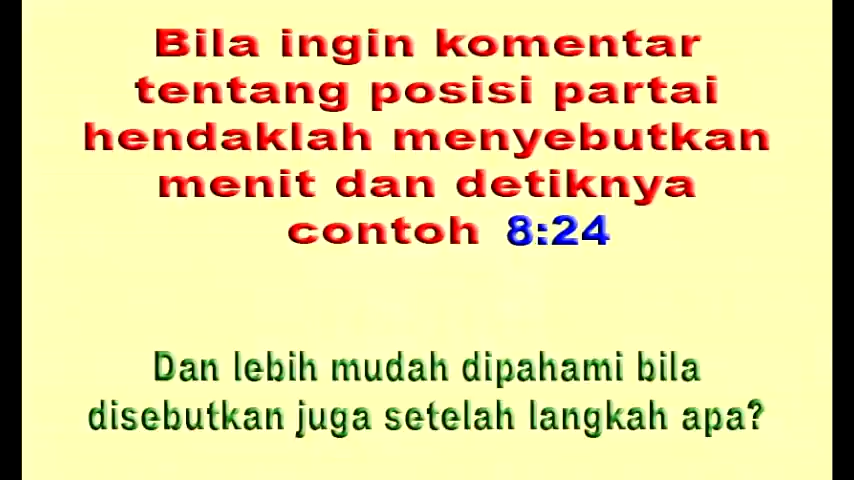 Bila ingin komentar
tentang posisi partai
hendaklah menyebutkan
menit dan detiknya
contoh 8:24
Dan lebih mudah dipahami bila
disebutkan juga setelah langkah apa?